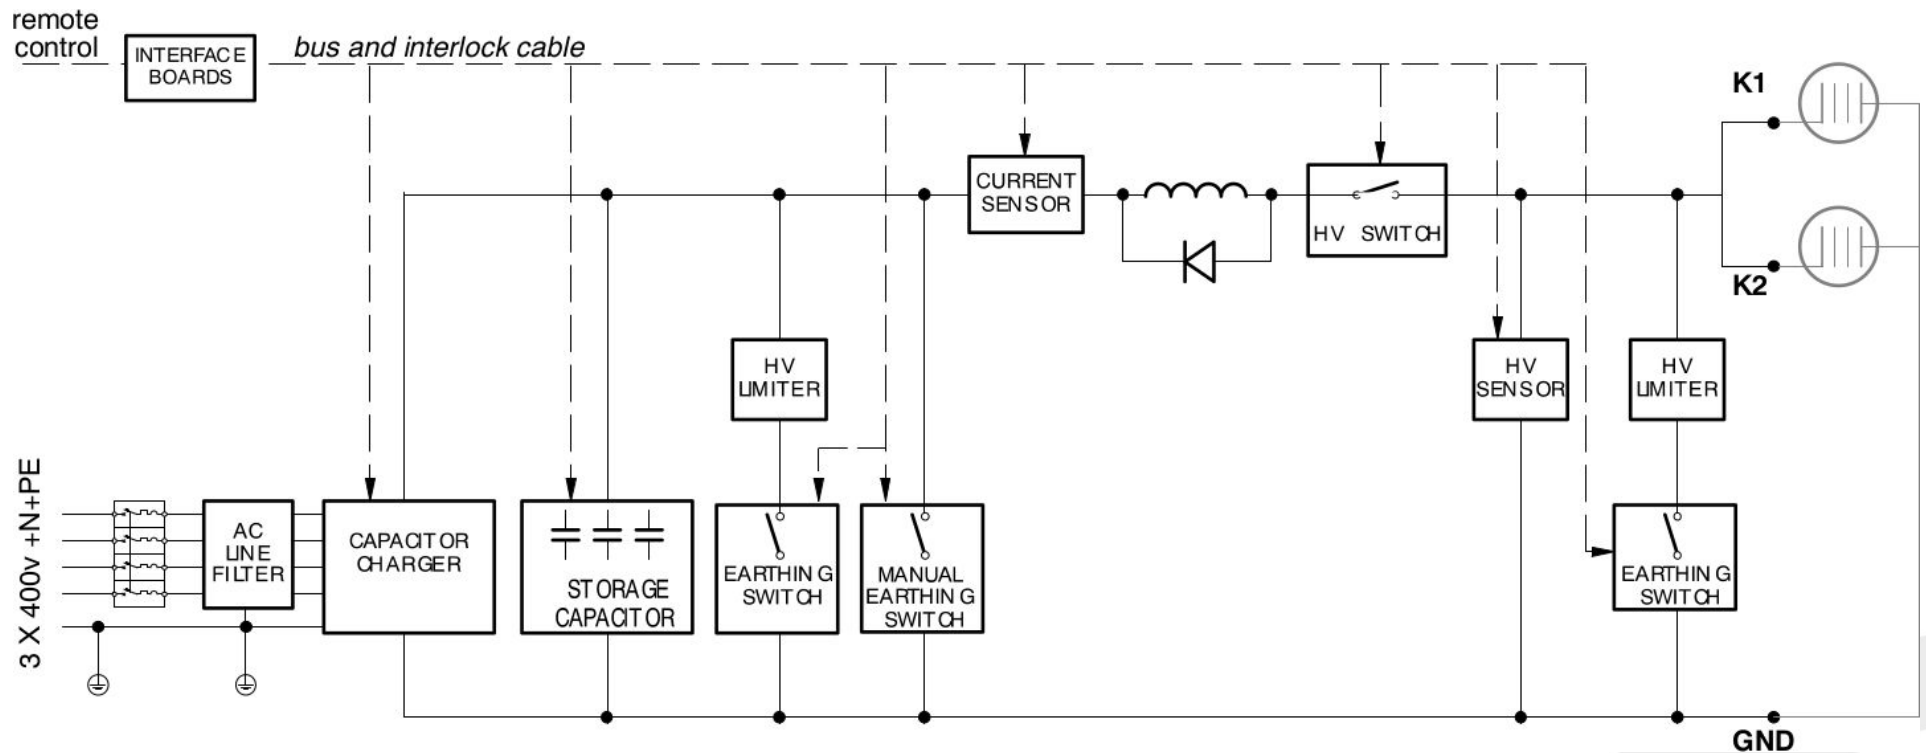 remote
control
INTERFACE
BOARDS
bus and interlock cable
K1
CURRENT
SENSOR
HV SWITCH
K2
HV
LIMITER
HV
SENSOR
HV
LIMITER
3 X 400v +N+PE
AC
LINE
FILTER
CAPACITOR
CHARGER
STORAGE
CAPACITOR
EARTHING
SWITCH
MANUAL
EARTHING
SWITCH
EARTHING
SWITCH
GND